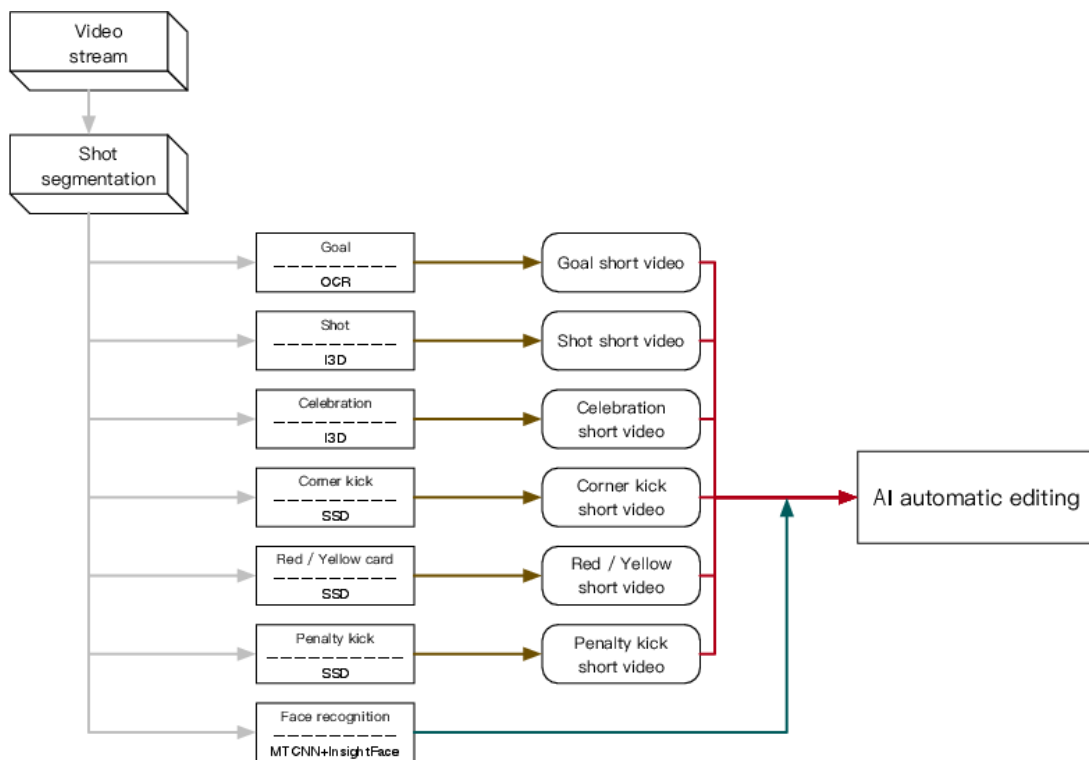 Video
stream
Shot
segmentation
Goal
OCR
Goal short video
Shot
I3D
Shot short video
Celebration
I3D
Celebration
short video
Corner kick
SSD
Corner kick
short video
AI automatic editing
Red / Yellow card
SSD
Red / Yellow
short video
Penalty kick
SSD
Penalty kick
short video
Face recognition
MTCNN+InsightFace